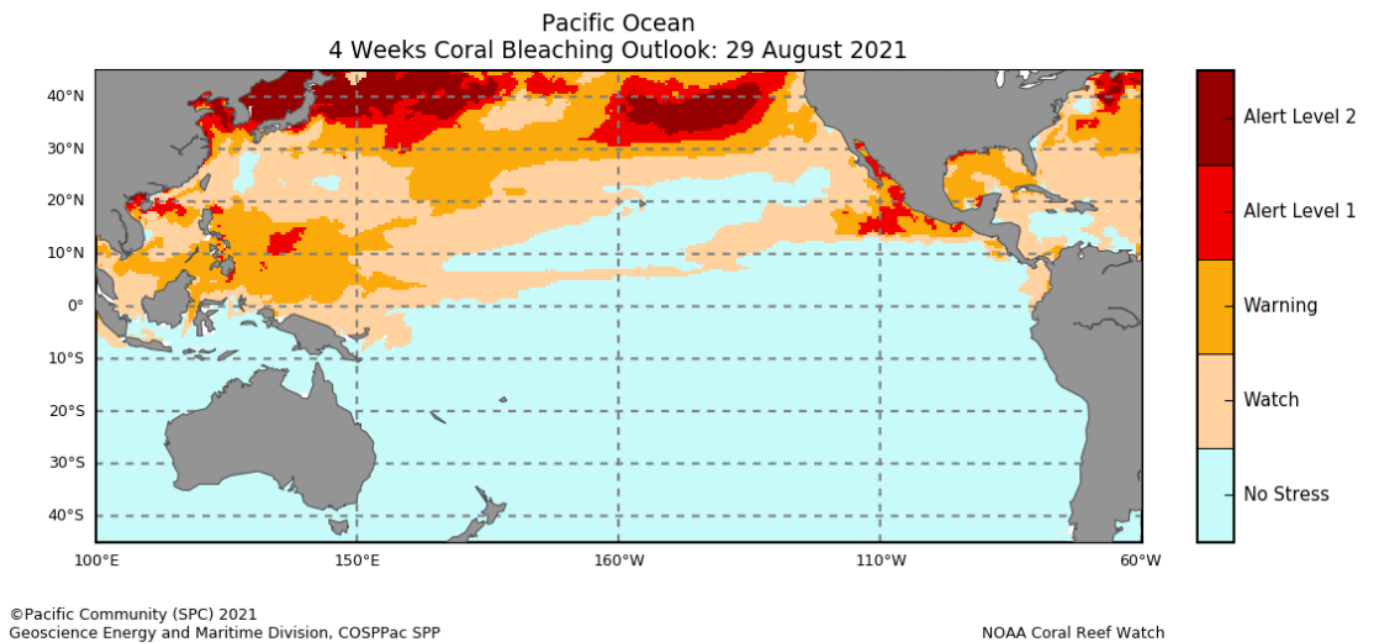 Pacific Ocean
4 Weeks Coral Bleaching Outlook: 29 August 2021
40°N
30°N
20°N
10°N
0°
10°S
20°S
30°S
40°S
100°E
150°E
160°W
110°W
60°W
Alert Level 2
Alert Level 1
Warning
Watch
No Stress
©Pacific Community (SPC) 2021
Geoscience Energy and Maritime Division, COSPPac SPP
NOAA Coral Reef Watch